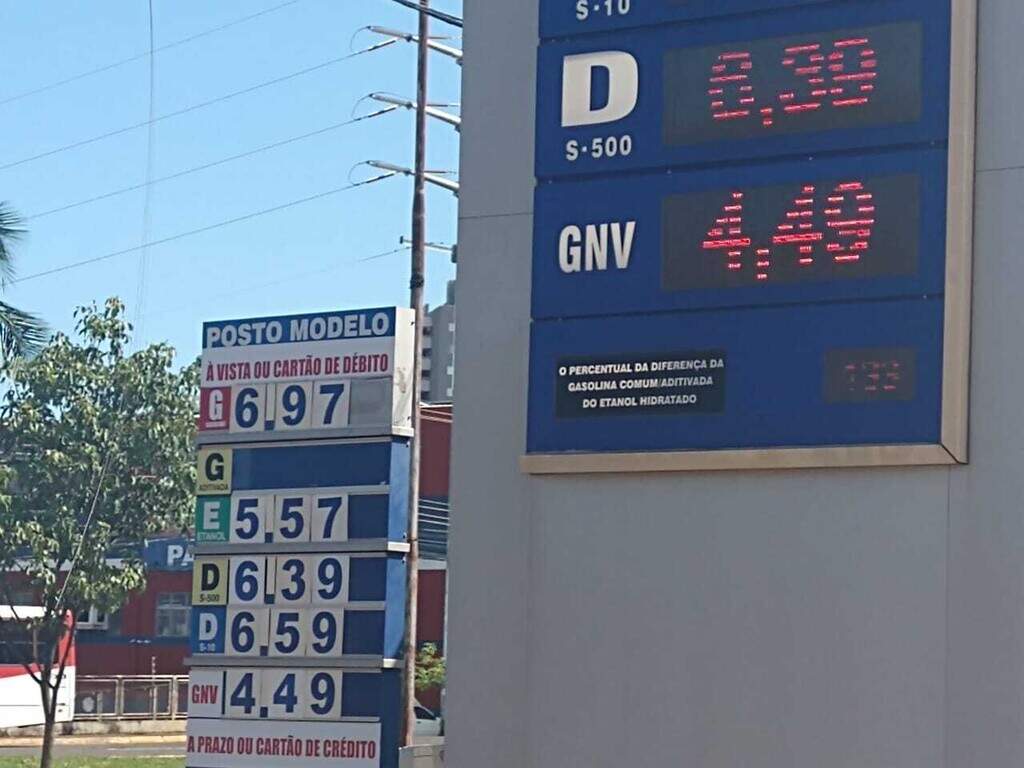 POSTO MODELO
À VISTA OU CARTÃO DE DÉBITO
G 6.97
G
ADITIVADA
E 5.57
ETANOL
D 6.39
S-500
D 6.59
S-10
GNV 4.49
A PRAZO OU CARTÃO DE CRÉDITO
S-10
D 6,39
S-500
GNV 4,49
O PERCENTUAL DA DIFERENÇA DA
GASOLINA COMUM/ADITIVADA
DO ETANOL HIDRATADO